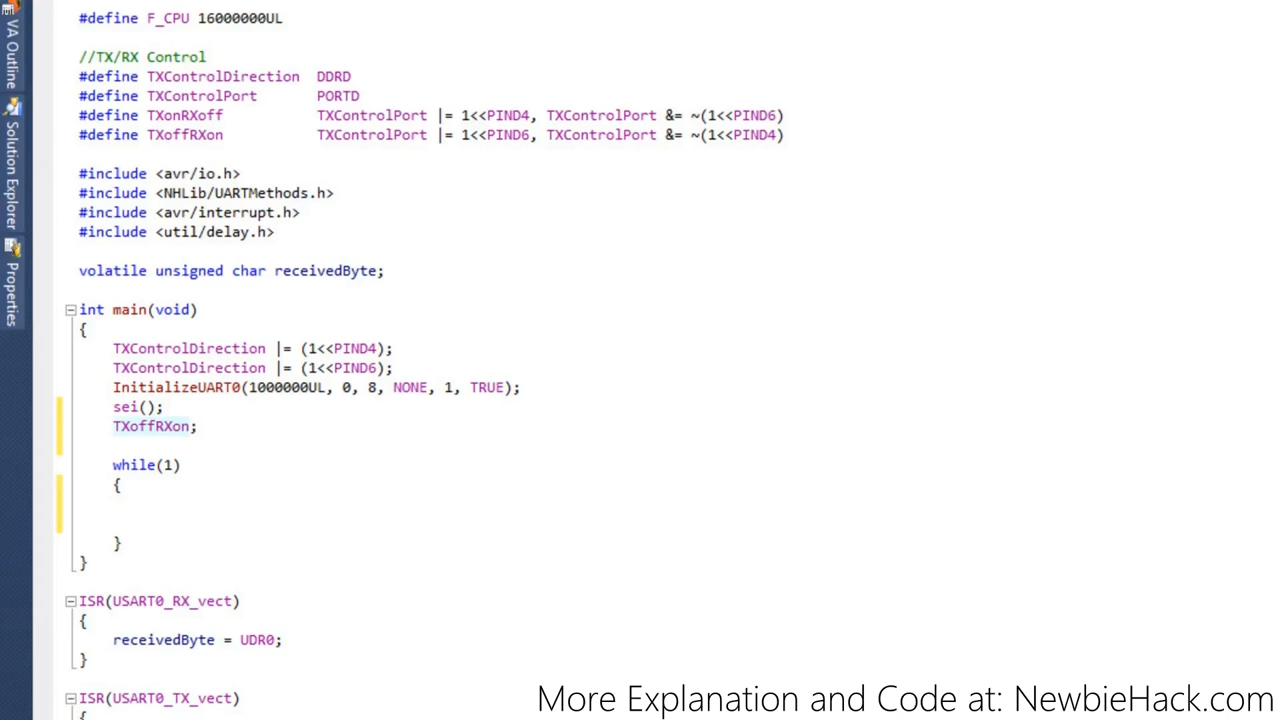 VA Outline
Solution Explorer
Properties
#define F_CPU 16000000UL
//TX/RX Control
#define TXControlDirection DDRD
#define TXControlPort PORTD
#define TXonRXoff TXControlPort |= 1<<PIND4, TXControlPort &= ~(1<<PIND6)
#define TXoffRXon TXControlPort |= 1<<PIND6, TXControlPort &= ~(1<<PIND4)
#include <avr/io.h>
#include <NHLib/UARTMethods.h>
#include <avr/interrupt.h>
#include <util/delay.h>
volatile unsigned char receivedByte;
int main(void)
{
TXControlDirection |= (1<<PIND4);
TXControlDirection |= (1<<PIND6);
InitializeUART0(1000000UL, 0, 8, NONE, 1, TRUE);
sei();
TXoffRXon;
while(1)
{
}
}
ISR(USART0_RX_vect)
{
receivedByte = UDR0;
}
ISR(USART0_TX_vect)
{
More Explanation and Code at: NewbieHack.com